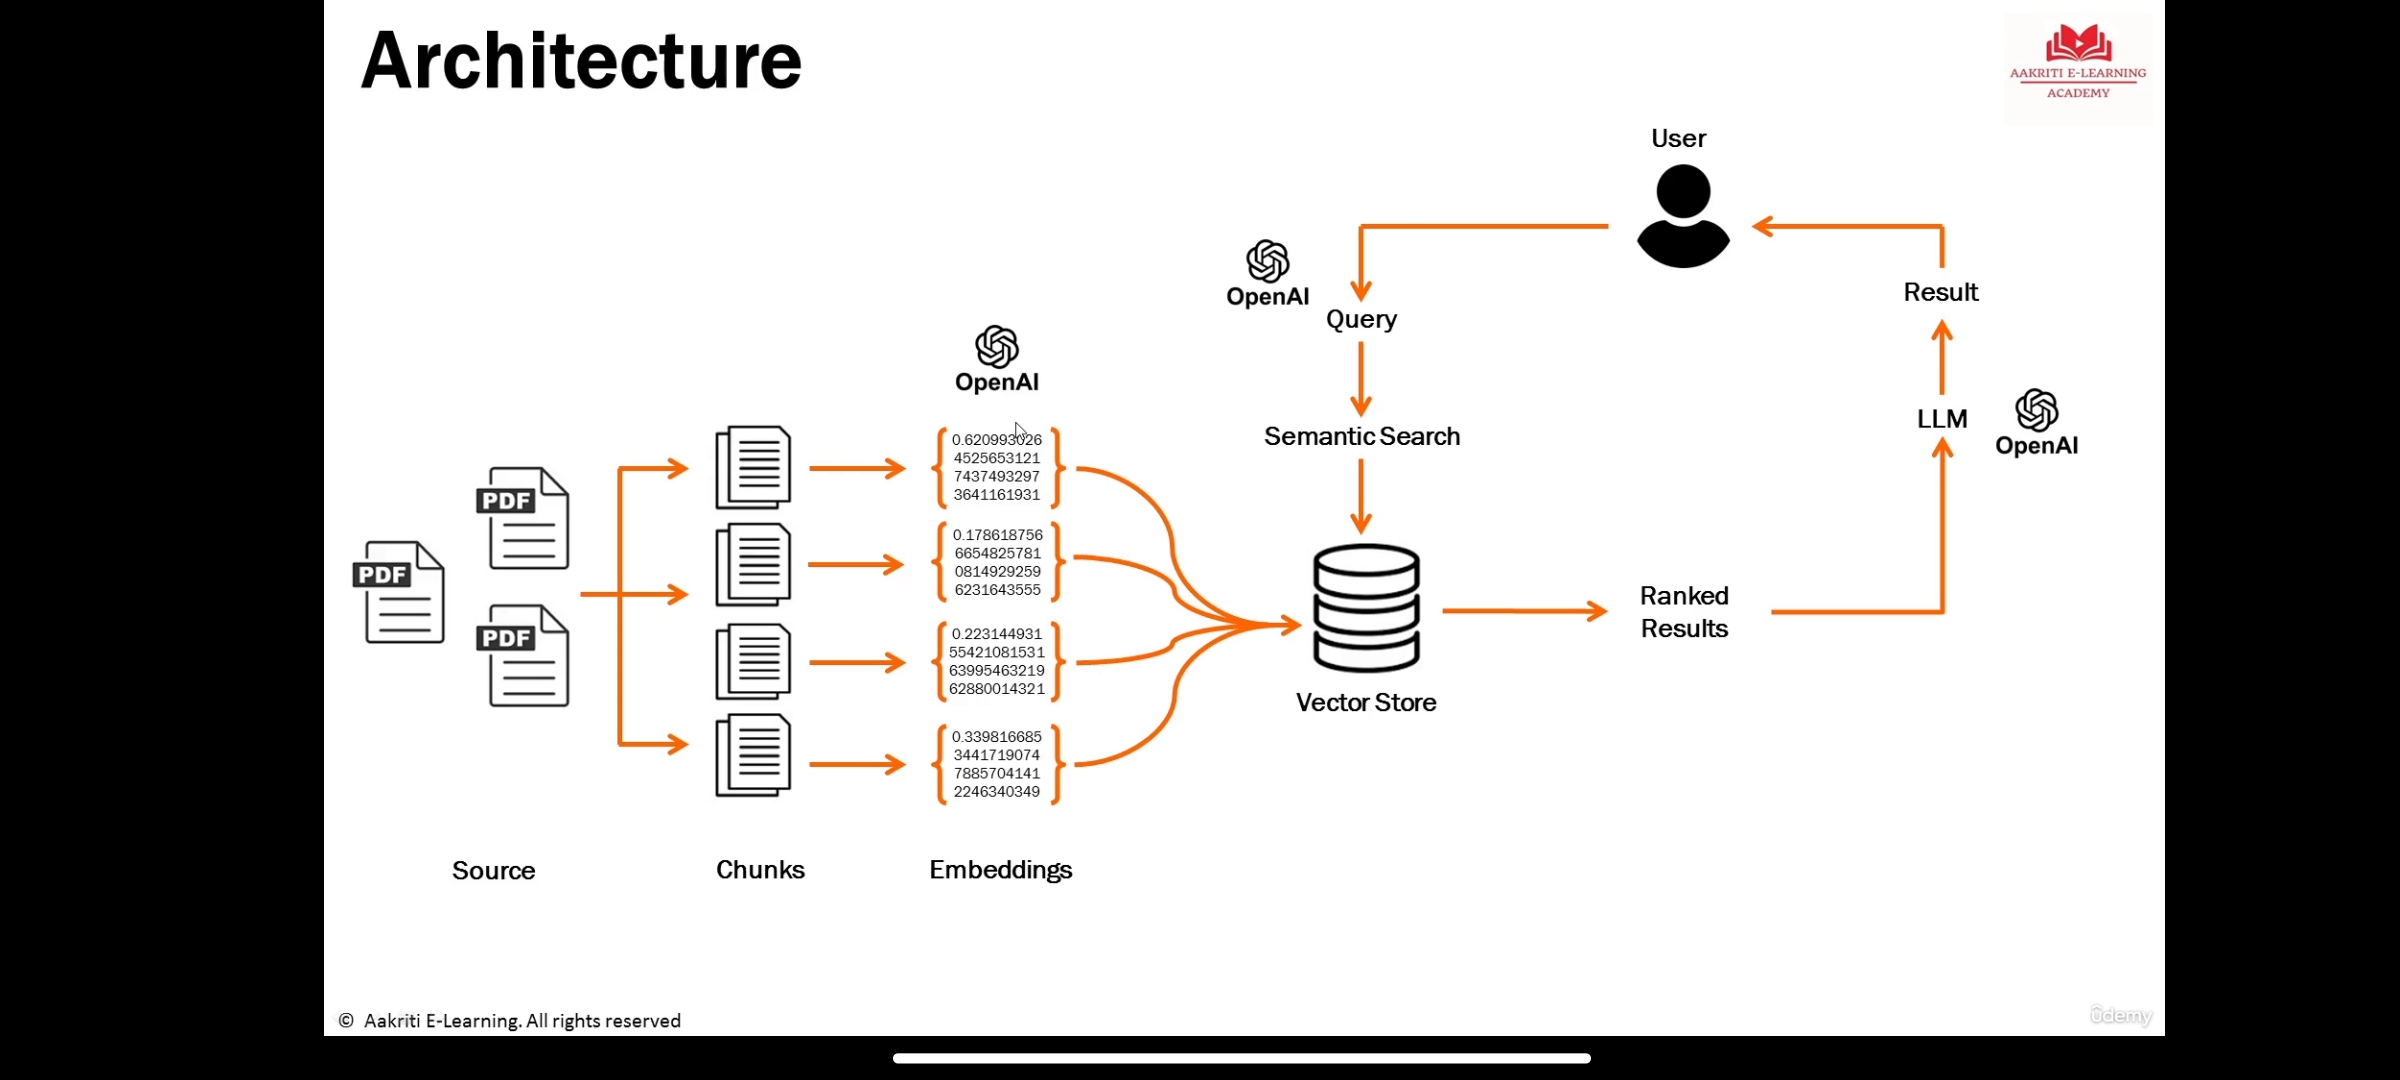 Architecture
AAKRITI E-LEARNING
ACADEMY
User
OpenAI
Query
Result
OpenAI
Semantic Search
LLM
OpenAI
PDF
PDF
PDF
0.620993026
4525653121
7437493297
3641161931
0.178618756
6654825781
0814929259
6231643555
0.223144931
55421081531
63995463219
62880014321
0.339816685
3441719074
7885704141
2246340349
Ranked
Results
Vector Store
Source
Chunks
Embeddings
© Aakriti E-Learning. All rights reserved
ûdemy